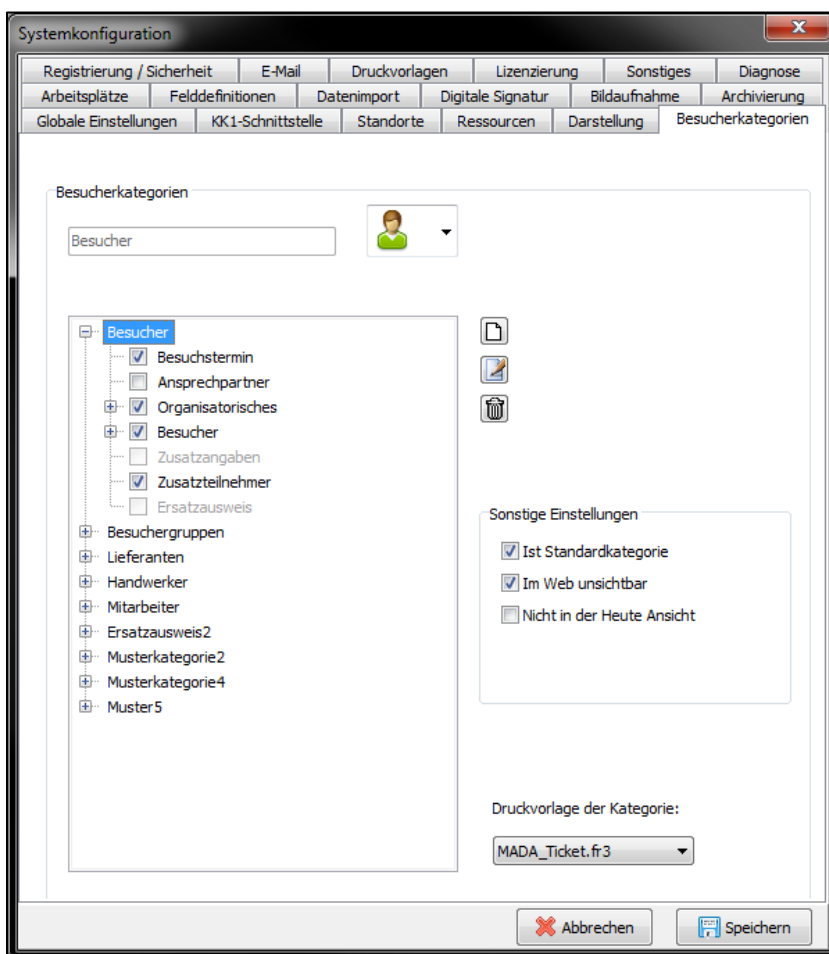 Systemkonfiguration
Registrierung / Sicherheit E-Mail Druckvorlagen Lizenzierung Sonstiges Diagnose
Arbeitsplätze Felddefinitionen Datenimport Digitale Signatur Bildaufnahme Archivierung
Globale Einstellungen KK1-Schnittstelle Standorte Ressourcen Darstellung Besucherkategorien
Besucherkategorien
Besucher
Besucher
Besuchstermin
Ansprechpartner
Organisatorisches
Besucher
Zusatzangaben
Zusatzteilnehmer
Ersatzausweis
Besuchergruppen
Lieferanten
Handwerker
Mitarbeiter
Ersatzausweis2
Musterkategorie2
Musterkategorie4
Muster5
Sonstige Einstellungen
Ist Standardkategorie
Im Web unsichtbar
Nicht in der Heute Ansicht
Druckvorlage der Kategorie:
MADA_Ticket.fr3
Abbrechen Speichern